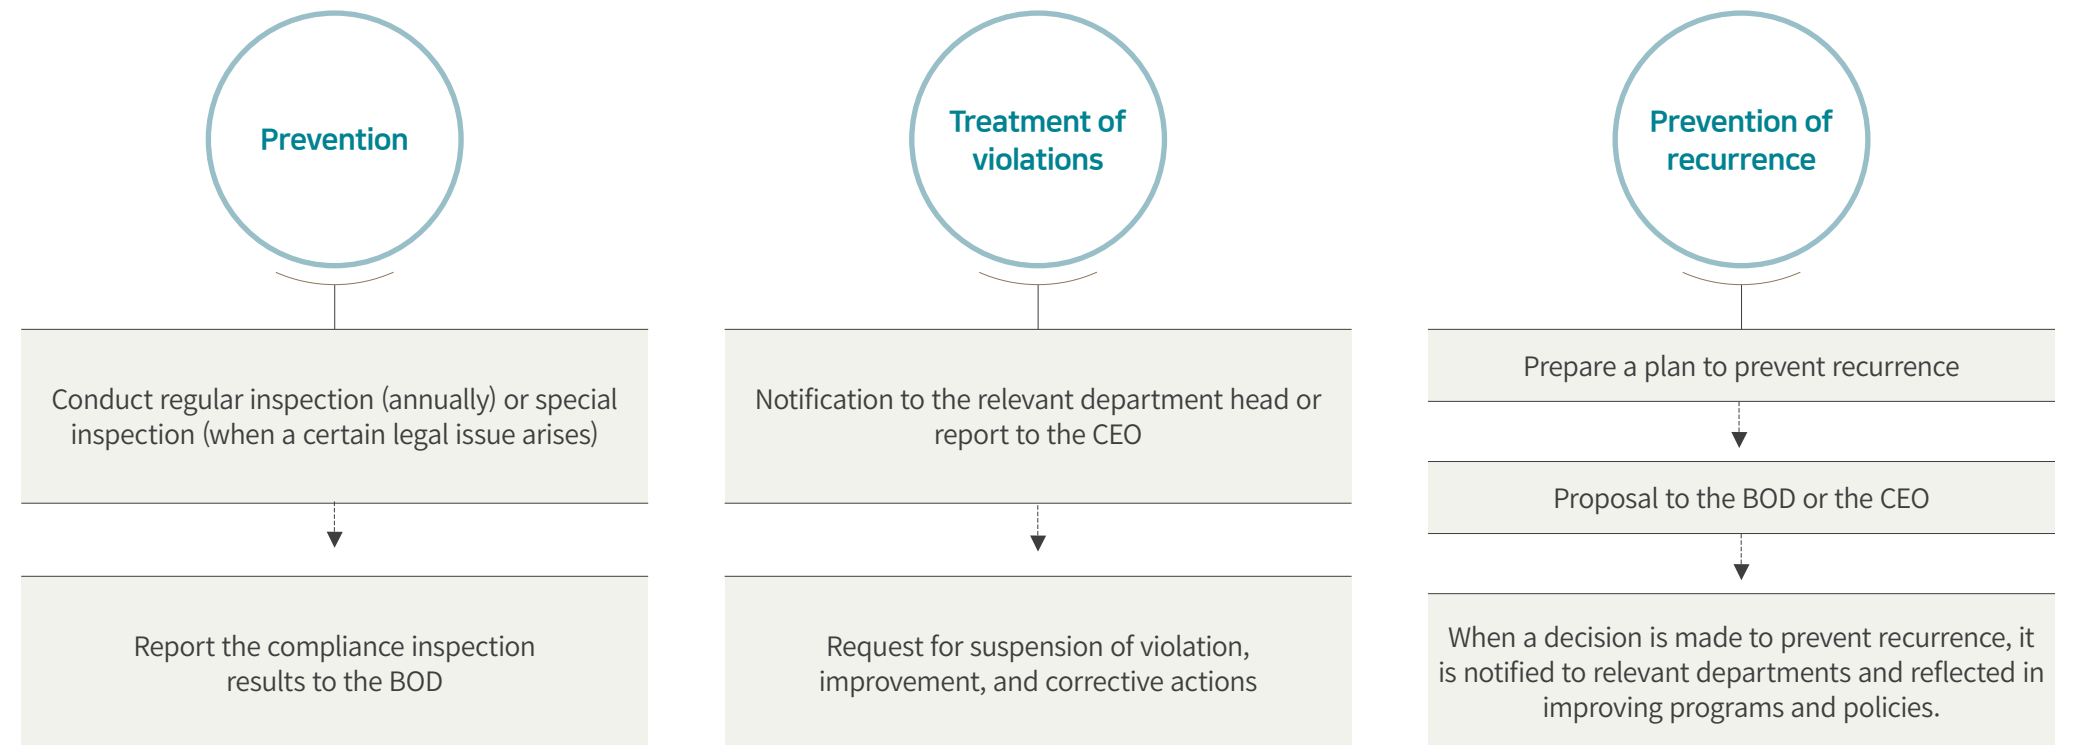 Prevention
Conduct regular inspection (annually) or special
inspection (when a certain legal issue arises)
Report the compliance inspection
results to the BOD
Treatment of
violations
Notification to the relevant department head or
report to the CEO
Request for suspension of violation,
improvement, and corrective actions
Prevention of
recurrence
Prepare a plan to prevent recurrence
Proposal to the BOD or the CEO
When a decision is made to prevent recurrence, it
is notified to relevant departments and reflected in
improving programs and policies.